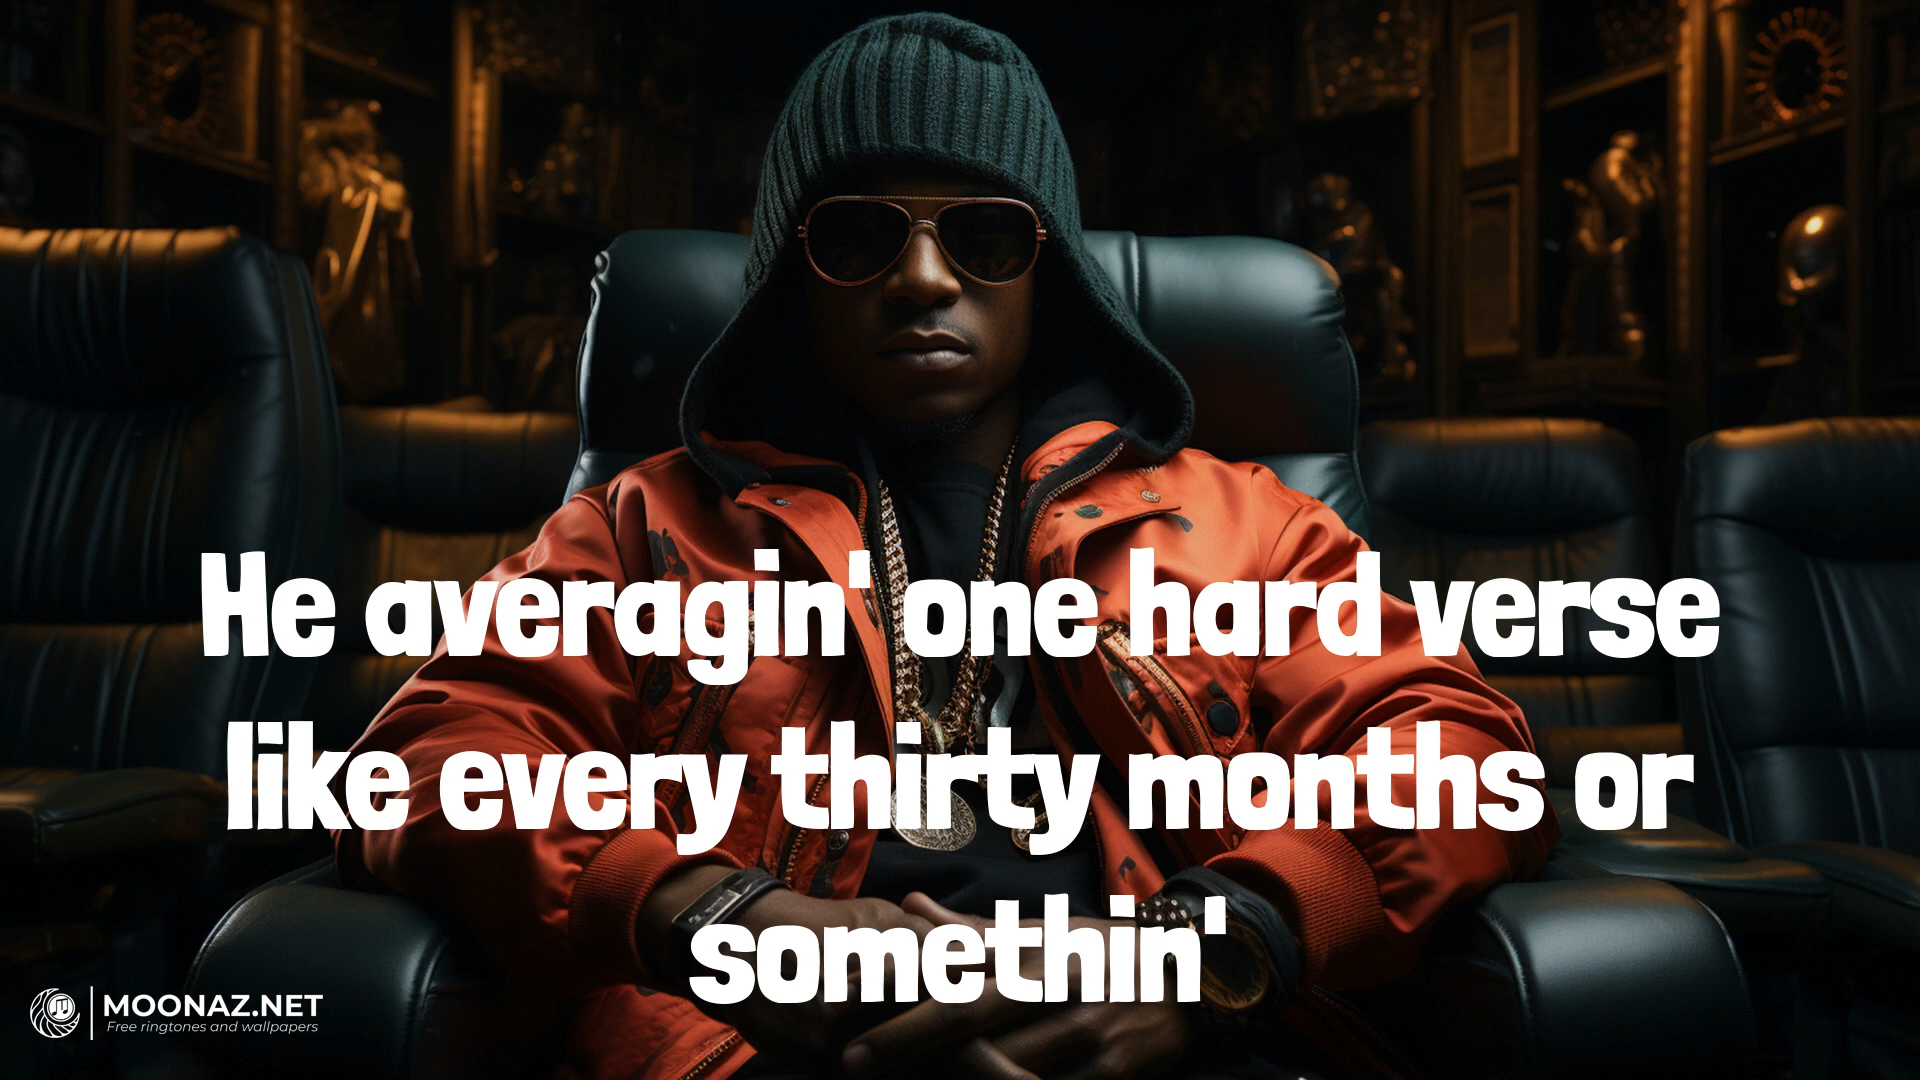 He averagin' one hard verse
like every thirty months or
somethin'
MOONAZ.NET
Free ringtones and wallpapers